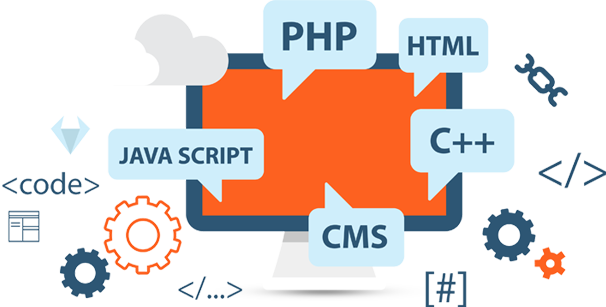 PHP
HTML
C++
JAVA SCRIPT
</>
<code>
CMS
</...>
[#]